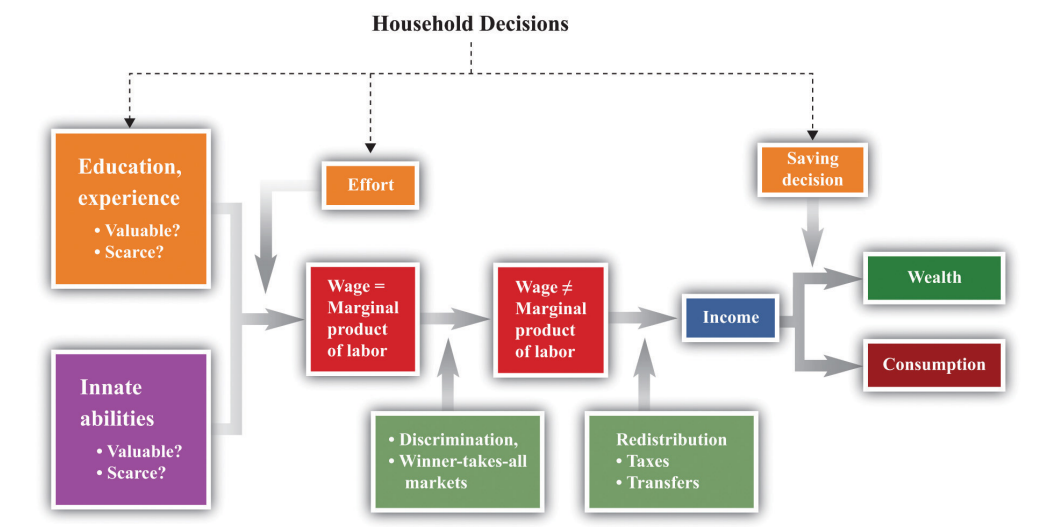 Household Decisions
Education,
experience
• Valuable?
• Scarce?
Effort
Saving
decision
Wage =
Marginal
product
of labor
Wage ≠
Marginal
product
of labor
Income
Wealth
Consumption
Innate
abilities
• Valuable?
• Scarce?
• Discrimination,
• Winner-takes-all
markets
Redistribution
• Taxes
• Transfers